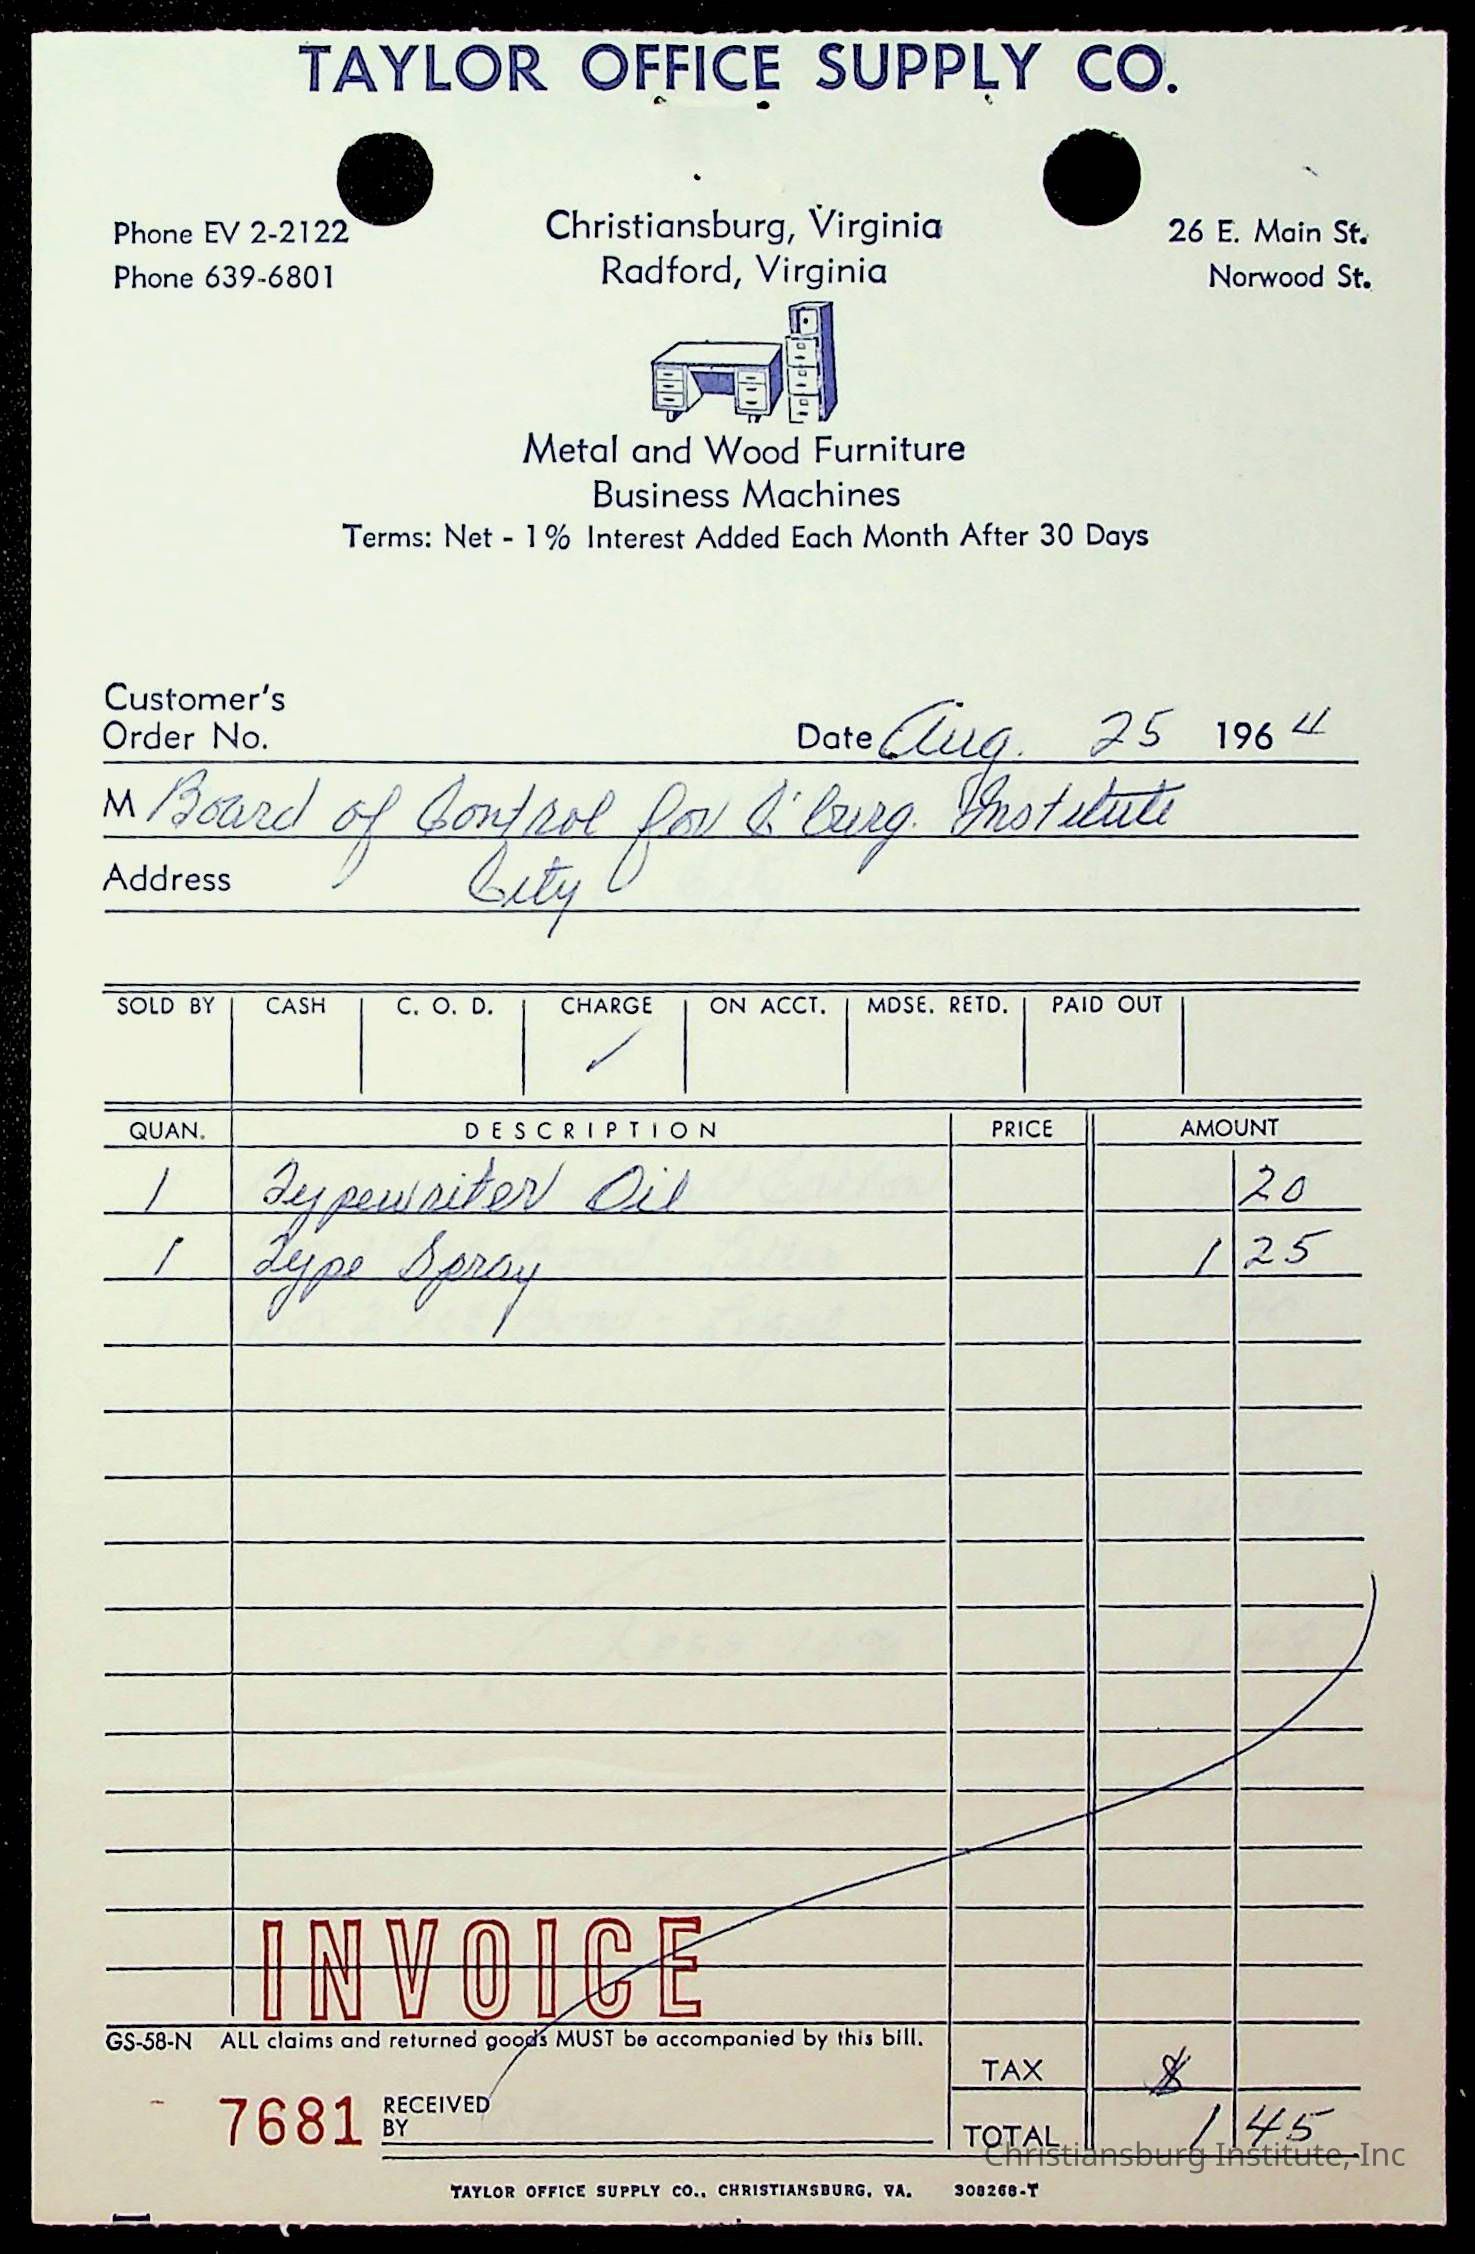 TAYLOR OFFICE SUPPLY CO.
Phone EV 2-2122 Christiansburg, Virginia 26 E. Main St.
Phone 639-6801 Radford, Virginia Norwood St.
Metal and Wood Furniture
Business Machines
Terms: Net - 1% Interest Added Each Month After 30 Days
Customer's
Order No. Date Aug. 25 1964
M Board of Control for C'burg. Institute
Address City
SOLD BY CASH C. O. D. CHARGE ON ACCT. MDSE. RETD. PAID OUT
✓
QUAN. DESCRIPTION PRICE AMOUNT
1 Typewriter Oil 20
1 Type Spray 1 25
INVOICE
GS-58-N ALL claims and returned goods MUST be accompanied by this bill.
TAX
7681 RECEIVED
BY
TOTAL 1 45
Christiansburg Institute, Inc
TAYLOR OFFICE SUPPLY CO., CHRISTIANSBURG, VA. 308268-T